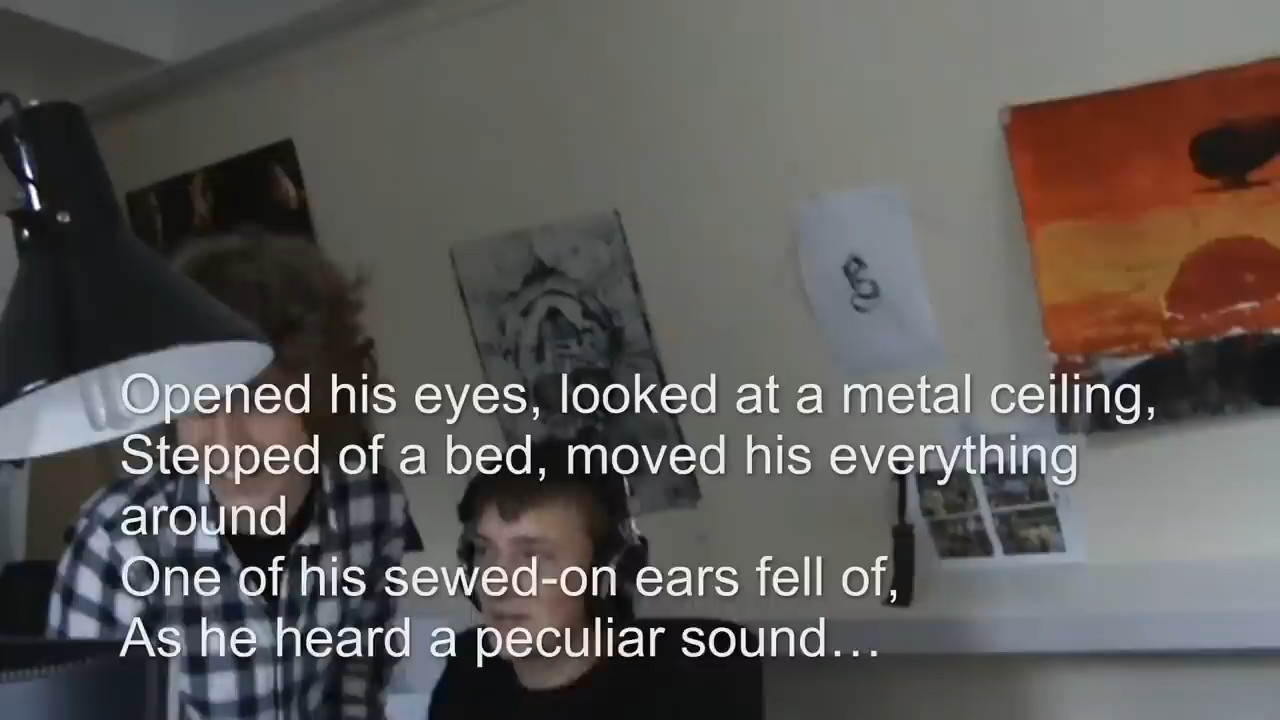 Opened his eyes, looked at a metal ceiling,
Stepped of a bed, moved his everything
around
One of his sewed-on ears fell of,
As he heard a peculiar sound…